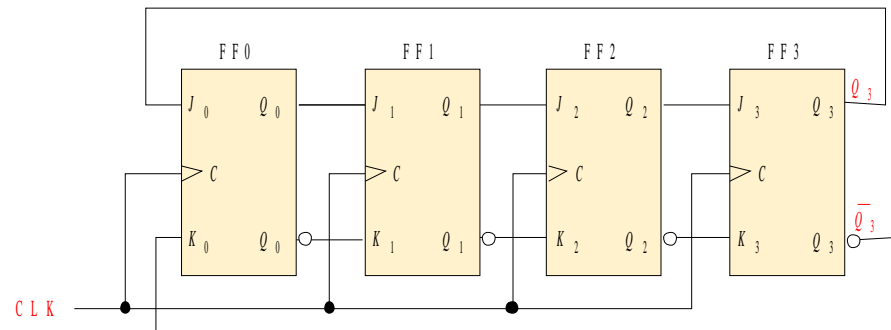 FF0 FF1 FF2 FF3
J0 Q0 J1 Q1 J2 Q2 J3 Q3 Q3
C C C C
K0 Q0 K1 Q1 K2 Q2 K3 Q3 Q̅3
CLK